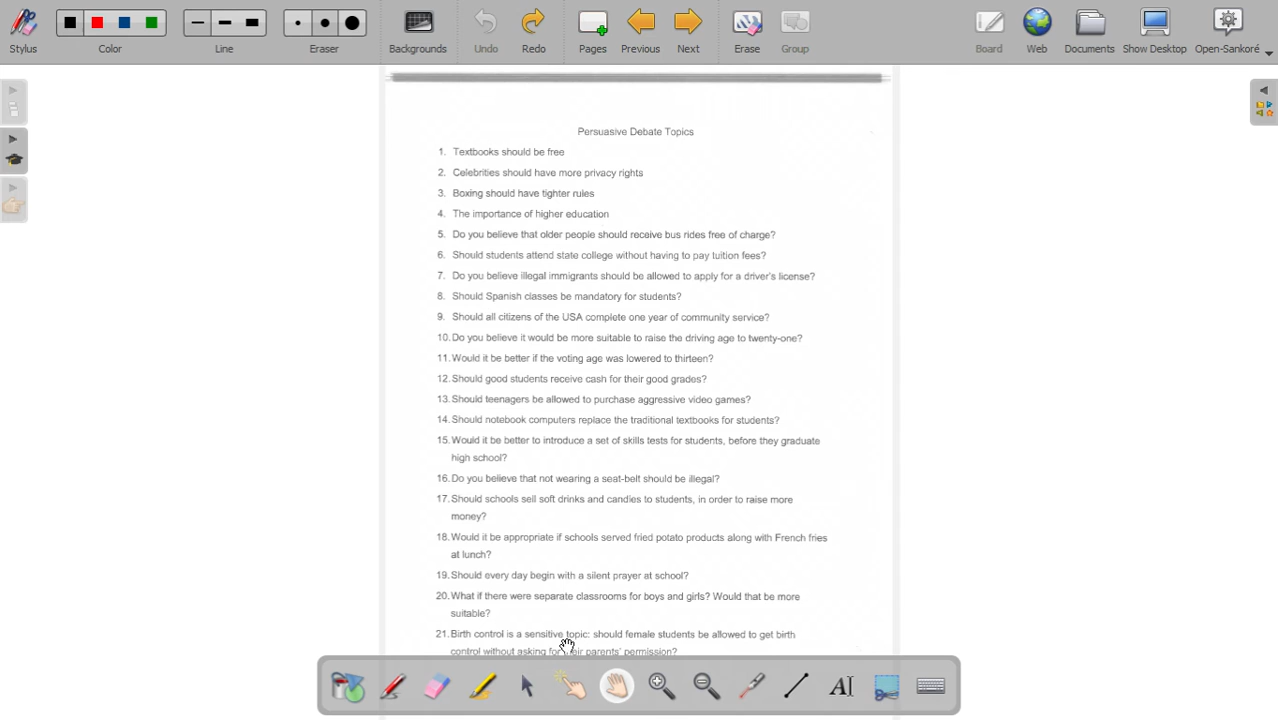 Stylus
Color
Line
Eraser
Backgrounds
Undo
Redo
Pages
Previous
Next
Erase
Group
Board
Web
Documents
Show Desktop
Open-Sankoré
Persuasive Debate Topics
1. Textbooks should be free
2. Celebrities should have more privacy rights
3. Boxing should have tighter rules
4. The importance of higher education
5. Do you believe that older people should receive bus rides free of charge?
6. Should students attend state college without having to pay tuition fees?
7. Do you believe illegal immigrants should be allowed to apply for a driver's license?
8. Should Spanish classes be mandatory for students?
9. Should all citizens of the USA complete one year of community service?
10. Do you believe it would be more suitable to raise the driving age to twenty-one?
11. Would it be better if the voting age was lowered to thirteen?
12. Should good students receive cash for their good grades?
13. Should teenagers be allowed to purchase aggressive video games?
14. Should notebook computers replace the traditional textbooks for students?
15. Would it be better to introduce a set of skills tests for students, before they graduate
high school?
16. Do you believe that not wearing a seat-belt should be illegal?
17. Should schools sell soft drinks and candies to students, in order to raise more
money?
18. Would it be appropriate if schools served fried potato products along with French fries
at lunch?
19. Should every day begin with a silent prayer at school?
20. What if there were separate classrooms for boys and girls? Would that be more
suitable?
21. Birth control is a sensitive topic: should female students be allowed to get birth
control without asking for their parents' permission?